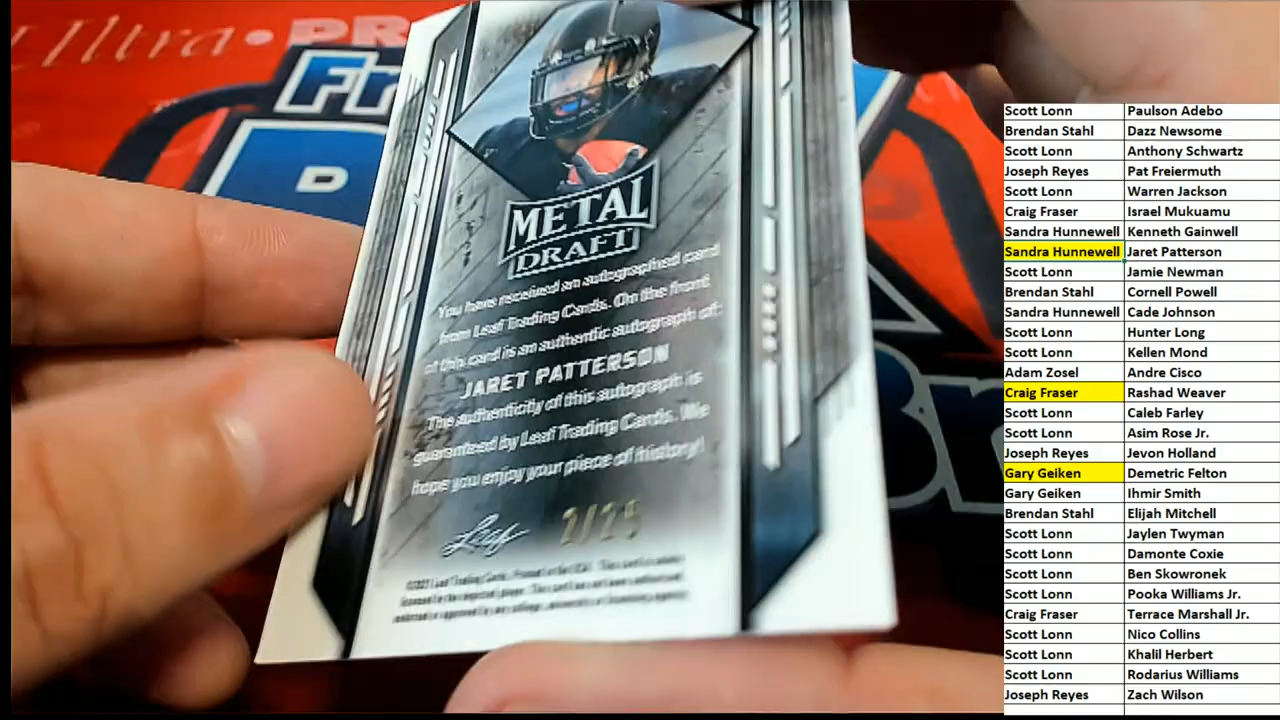 Ultra • PR
Fr
D
METAL
DRAFT
You have received an autographed card
from Leaf Trading Cards. On the front
of this card is an authentic autograph of:
JARET PATTERSON
The authenticity of this autograph is
guaranteed by Leaf Trading Cards. We
hope you enjoy your piece of history!
Leaf 2/25
Scott Lonn Paulson Adebo
Brendan Stahl Dazz Newsome
Scott Lonn Anthony Schwartz
Joseph Reyes Pat Freiermuth
Scott Lonn Warren Jackson
Craig Fraser Israel Mukuamu
Sandra Hunnewell Kenneth Gainwell
Sandra Hunnewell Jaret Patterson
Scott Lonn Jamie Newman
Brendan Stahl Cornell Powell
Sandra Hunnewell Cade Johnson
Scott Lonn Hunter Long
Scott Lonn Kellen Mond
Adam Zosel Andre Cisco
Craig Fraser Rashad Weaver
Scott Lonn Caleb Farley
Scott Lonn Asim Rose Jr.
Joseph Reyes Jevon Holland
Gary Geiken Demetric Felton
Gary Geiken Ihmir Smith
Brendan Stahl Elijah Mitchell
Scott Lonn Jaylen Twyman
Scott Lonn Damonte Coxie
Scott Lonn Ben Skowronek
Scott Lonn Pooka Williams Jr.
Craig Fraser Terrace Marshall Jr.
Scott Lonn Nico Collins
Scott Lonn Khalil Herbert
Scott Lonn Rodarius Williams
Joseph Reyes Zach Wilson